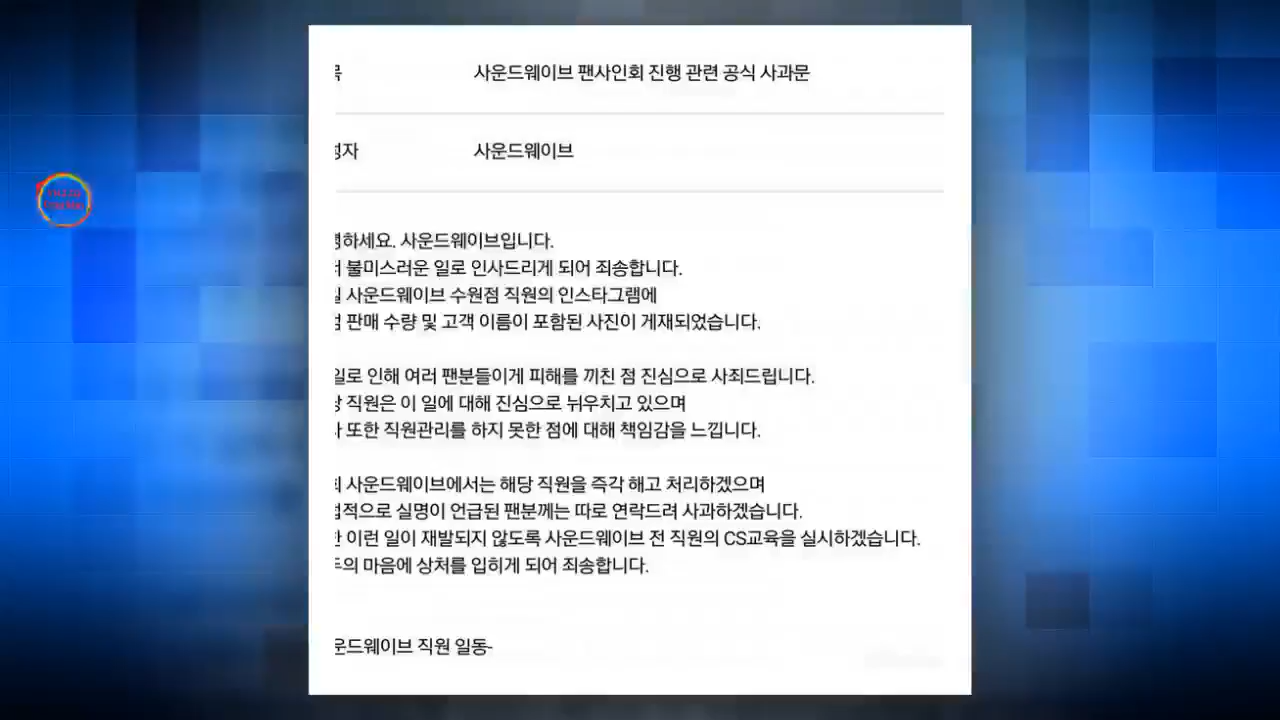 사운드웨이브 팬사인회 진행 관련 공식 사과문
사운드웨이브
사운드웨이브입니다.
불미스러운 일로 인사드리게 되어 죄송합니다.
사운드웨이브 수원점 직원의 인스타그램에
판매 수량 및 고객 이름이 포함된 사진이 게재되었습니다.
일로 인해 여러 팬분들이게 피해를 끼친 점 진심으로 사죄드립니다.
직원은 이 일에 대해 진심으로 뉘우치고 있으며
또한 직원관리를 하지 못한 점에 대해 책임감을 느낍니다.
사운드웨이브에서는 해당 직원을 즉각 해고 처리하겠으며
적으로 실명이 언급된 팬분께는 따로 연락드려 사과하겠습니다.
이런 일이 재발되지 않도록 사운드웨이브 전 직원의 CS교육을 실시하겠습니다.
의 마음에 상처를 입히게 되어 죄송합니다.
운드웨이브 직원 일동-